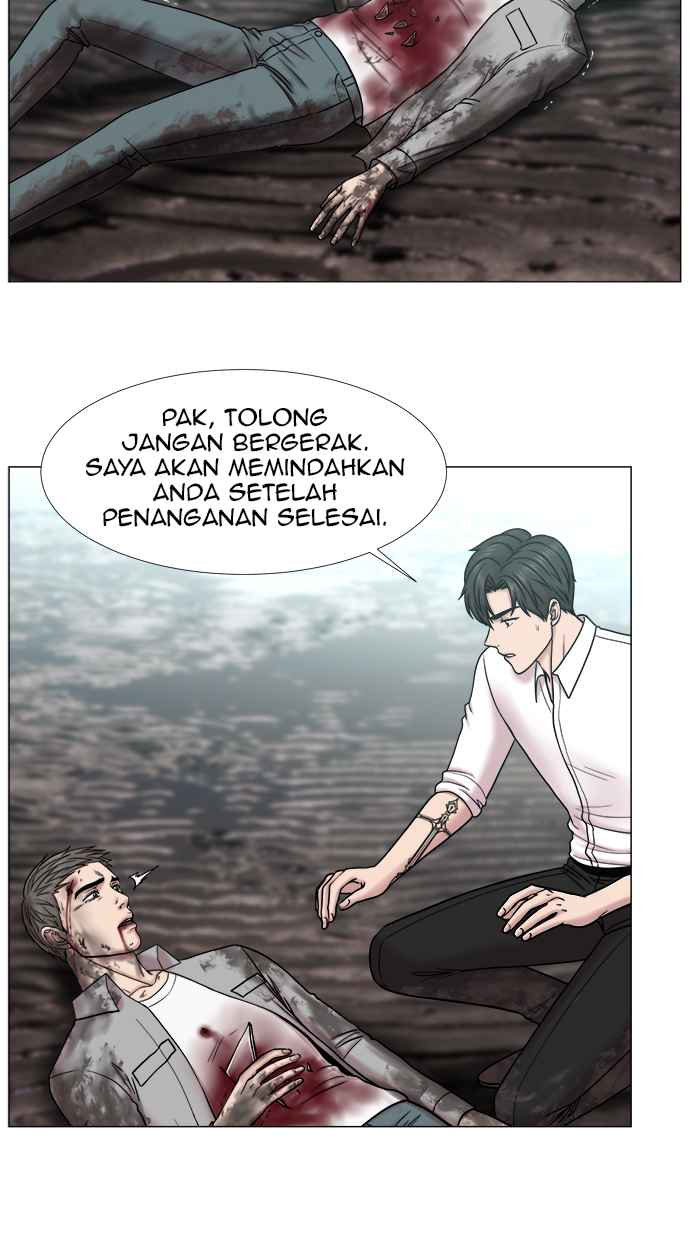 PAK, TOLONG
JANGAN BERGERAK.
SAYA AKAN MEMINDAHKAN
ANDA SETELAH
PENANGANAN SELESAI.